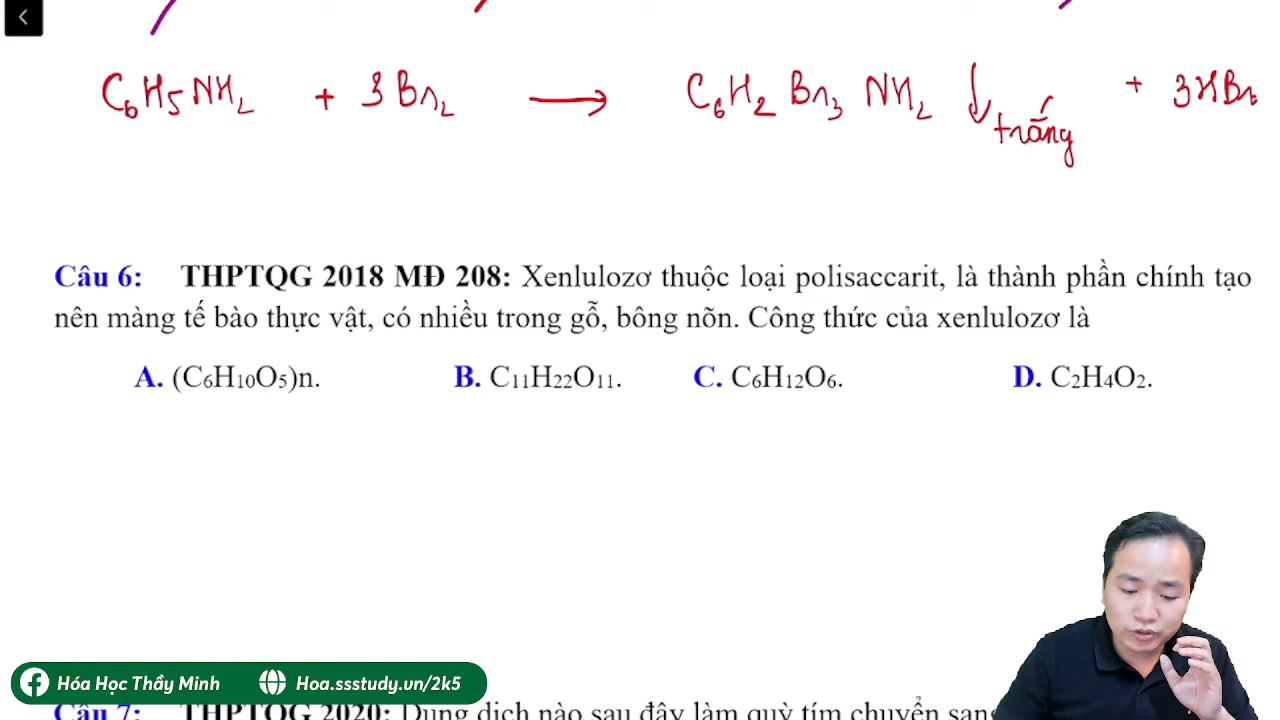 C₆H₅NH₂ + 3Br₂ → C₆H₂Br₃NH₂ ↓ trắng + 3HBr
Câu 6: THPTQG 2018 MĐ 208: Xenlulozơ thuộc loại polisaccarit, là thành phần chính tạo
nên màng tế bào thực vật, có nhiều trong gỗ, bông nõn. Công thức của xenlulozơ là
A. (C₆H₁₀O₅)n. B. C₁₁H₂₂O₁₁. C. C₆H₁₂O₆. D. C₂H₄O₂.
Hóa Học Thầy Minh Hoa.ssstudy.vn/2k5
Câu 7: THPTQG 2020: Dung dịch nào sau đây làm quỳ tím chuyển sang